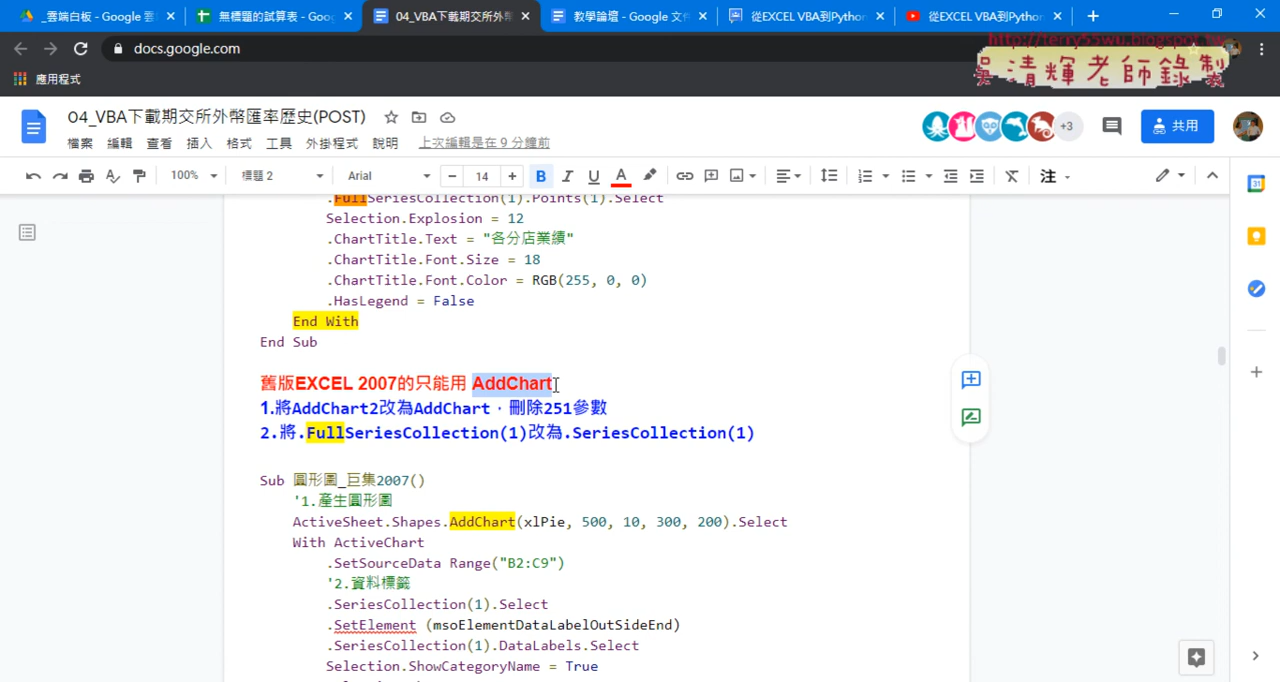 _雲端白板 - Google 雲
無標題的試算表 - Goog
04_VBA下載期交所外幣
教學論壇 - Google 文件
從EXCEL VBA到Python
從EXCEL VBA到Python
docs.google.com
http://terry55wu.blogspot.tw
吳清輝老師錄製
應用程式
04_VBA下載期交所外幣匯率歷史(POST)
檔案 編輯 查看 插入 格式 工具 外掛程式 說明 上次編輯是在 9 分鐘前
+3
共用
100% 標題 2 Arial 14 B I U A 注
31
.FullSeriesCollection(1).Points(1).Select
Selection.Explosion = 12
.ChartTitle.Text = "各分店業績"
.ChartTitle.Font.Size = 18
.ChartTitle.Font.Color = RGB(255, 0, 0)
.HasLegend = False
End With
End Sub
舊版EXCEL 2007的只能用 AddChart
1.將AddChart2改為AddChart，刪除251參數
2.將.FullSeriesCollection(1)改為.SeriesCollection(1)
Sub 圓形圖_巨集2007()
'1.產生圓形圖
ActiveSheet.Shapes.AddChart(xlPie, 500, 10, 300, 200).Select
With ActiveChart
.SetSourceData Range("B2:C9")
'2.資料標籤
.SeriesCollection(1).Select
.SetElement (msoElementDataLabelOutSideEnd)
.SeriesCollection(1).DataLabels.Select
Selection.ShowCategoryName = True